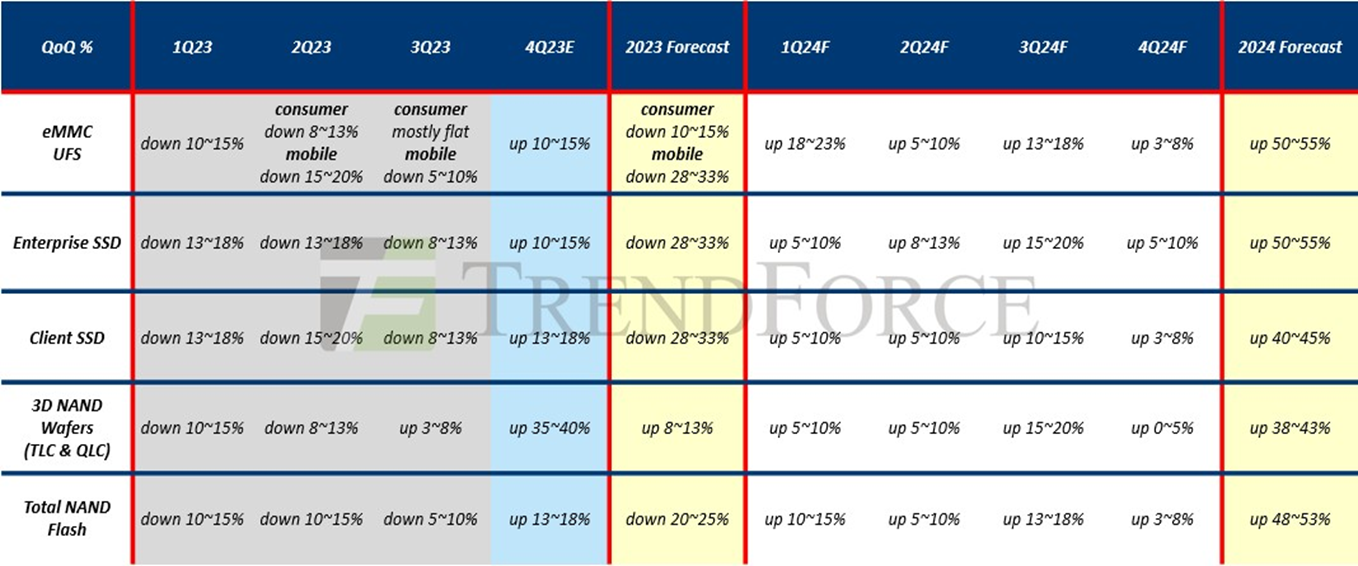 QoQ % 1Q23 2Q23 3Q23 4Q23E 2023 Forecast 1Q24F 2Q24F 3Q24F 4Q24F 2024 Forecast
eMMC
UFS
down 10~15%
consumer
down 8~13%
mobile
down 15~20%
consumer
mostly flat
mobile
down 5~10%
up 10~15%
consumer
down 10~15%
mobile
down 28~33%
up 18~23%
up 5~10%
up 13~18%
up 3~8%
up 50~55%
Enterprise SSD down 13~18% down 13~18% down 8~13% up 10~15% down 28~33% up 5~10% up 8~13% up 15~20% up 5~10% up 50~55%
TRENDFORCE
Client SSD down 13~18% down 15~20% down 8~13% up 13~18% down 28~33% up 5~10% up 5~10% up 10~15% up 3~8% up 40~45%
3D NAND
Wafers
(TLC & QLC)
down 10~15% down 8~13% up 3~8% up 35~40% up 8~13% up 5~10% up 5~10% up 15~20% up 0~5% up 38~43%
Total NAND
Flash
down 10~15% down 10~15% down 5~10% up 13~18% down 20~25% up 10~15% up 5~10% up 13~18% up 3~8% up 48~53%